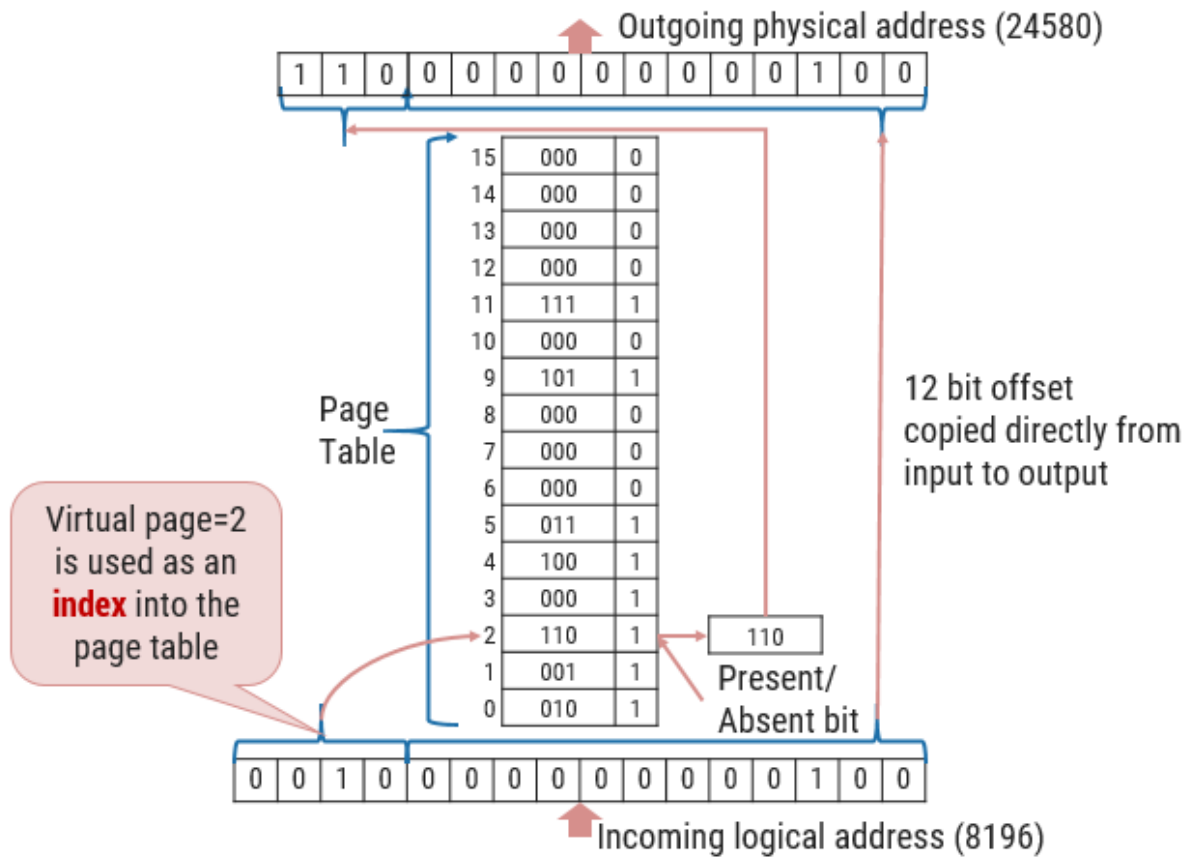 Outgoing physical address (24580)
1 1 0 0 0 0 0 0 0 0 0 0 1 0 0
15 000 0
14 000 0
13 000 0
12 000 0
11 111 1
10 000 0
9 101 1
8 000 0
7 000 0
6 000 0
5 011 1
4 100 1
3 000 1
2 110 1
1 001 1
0 010 1
Page
Table
12 bit offset
copied directly from
input to output
Virtual page=2
is used as an
index into the
page table
110
Present/
Absent bit
0 0 1 0 0 0 0 0 0 0 0 0 0 1 0 0
Incoming logical address (8196)